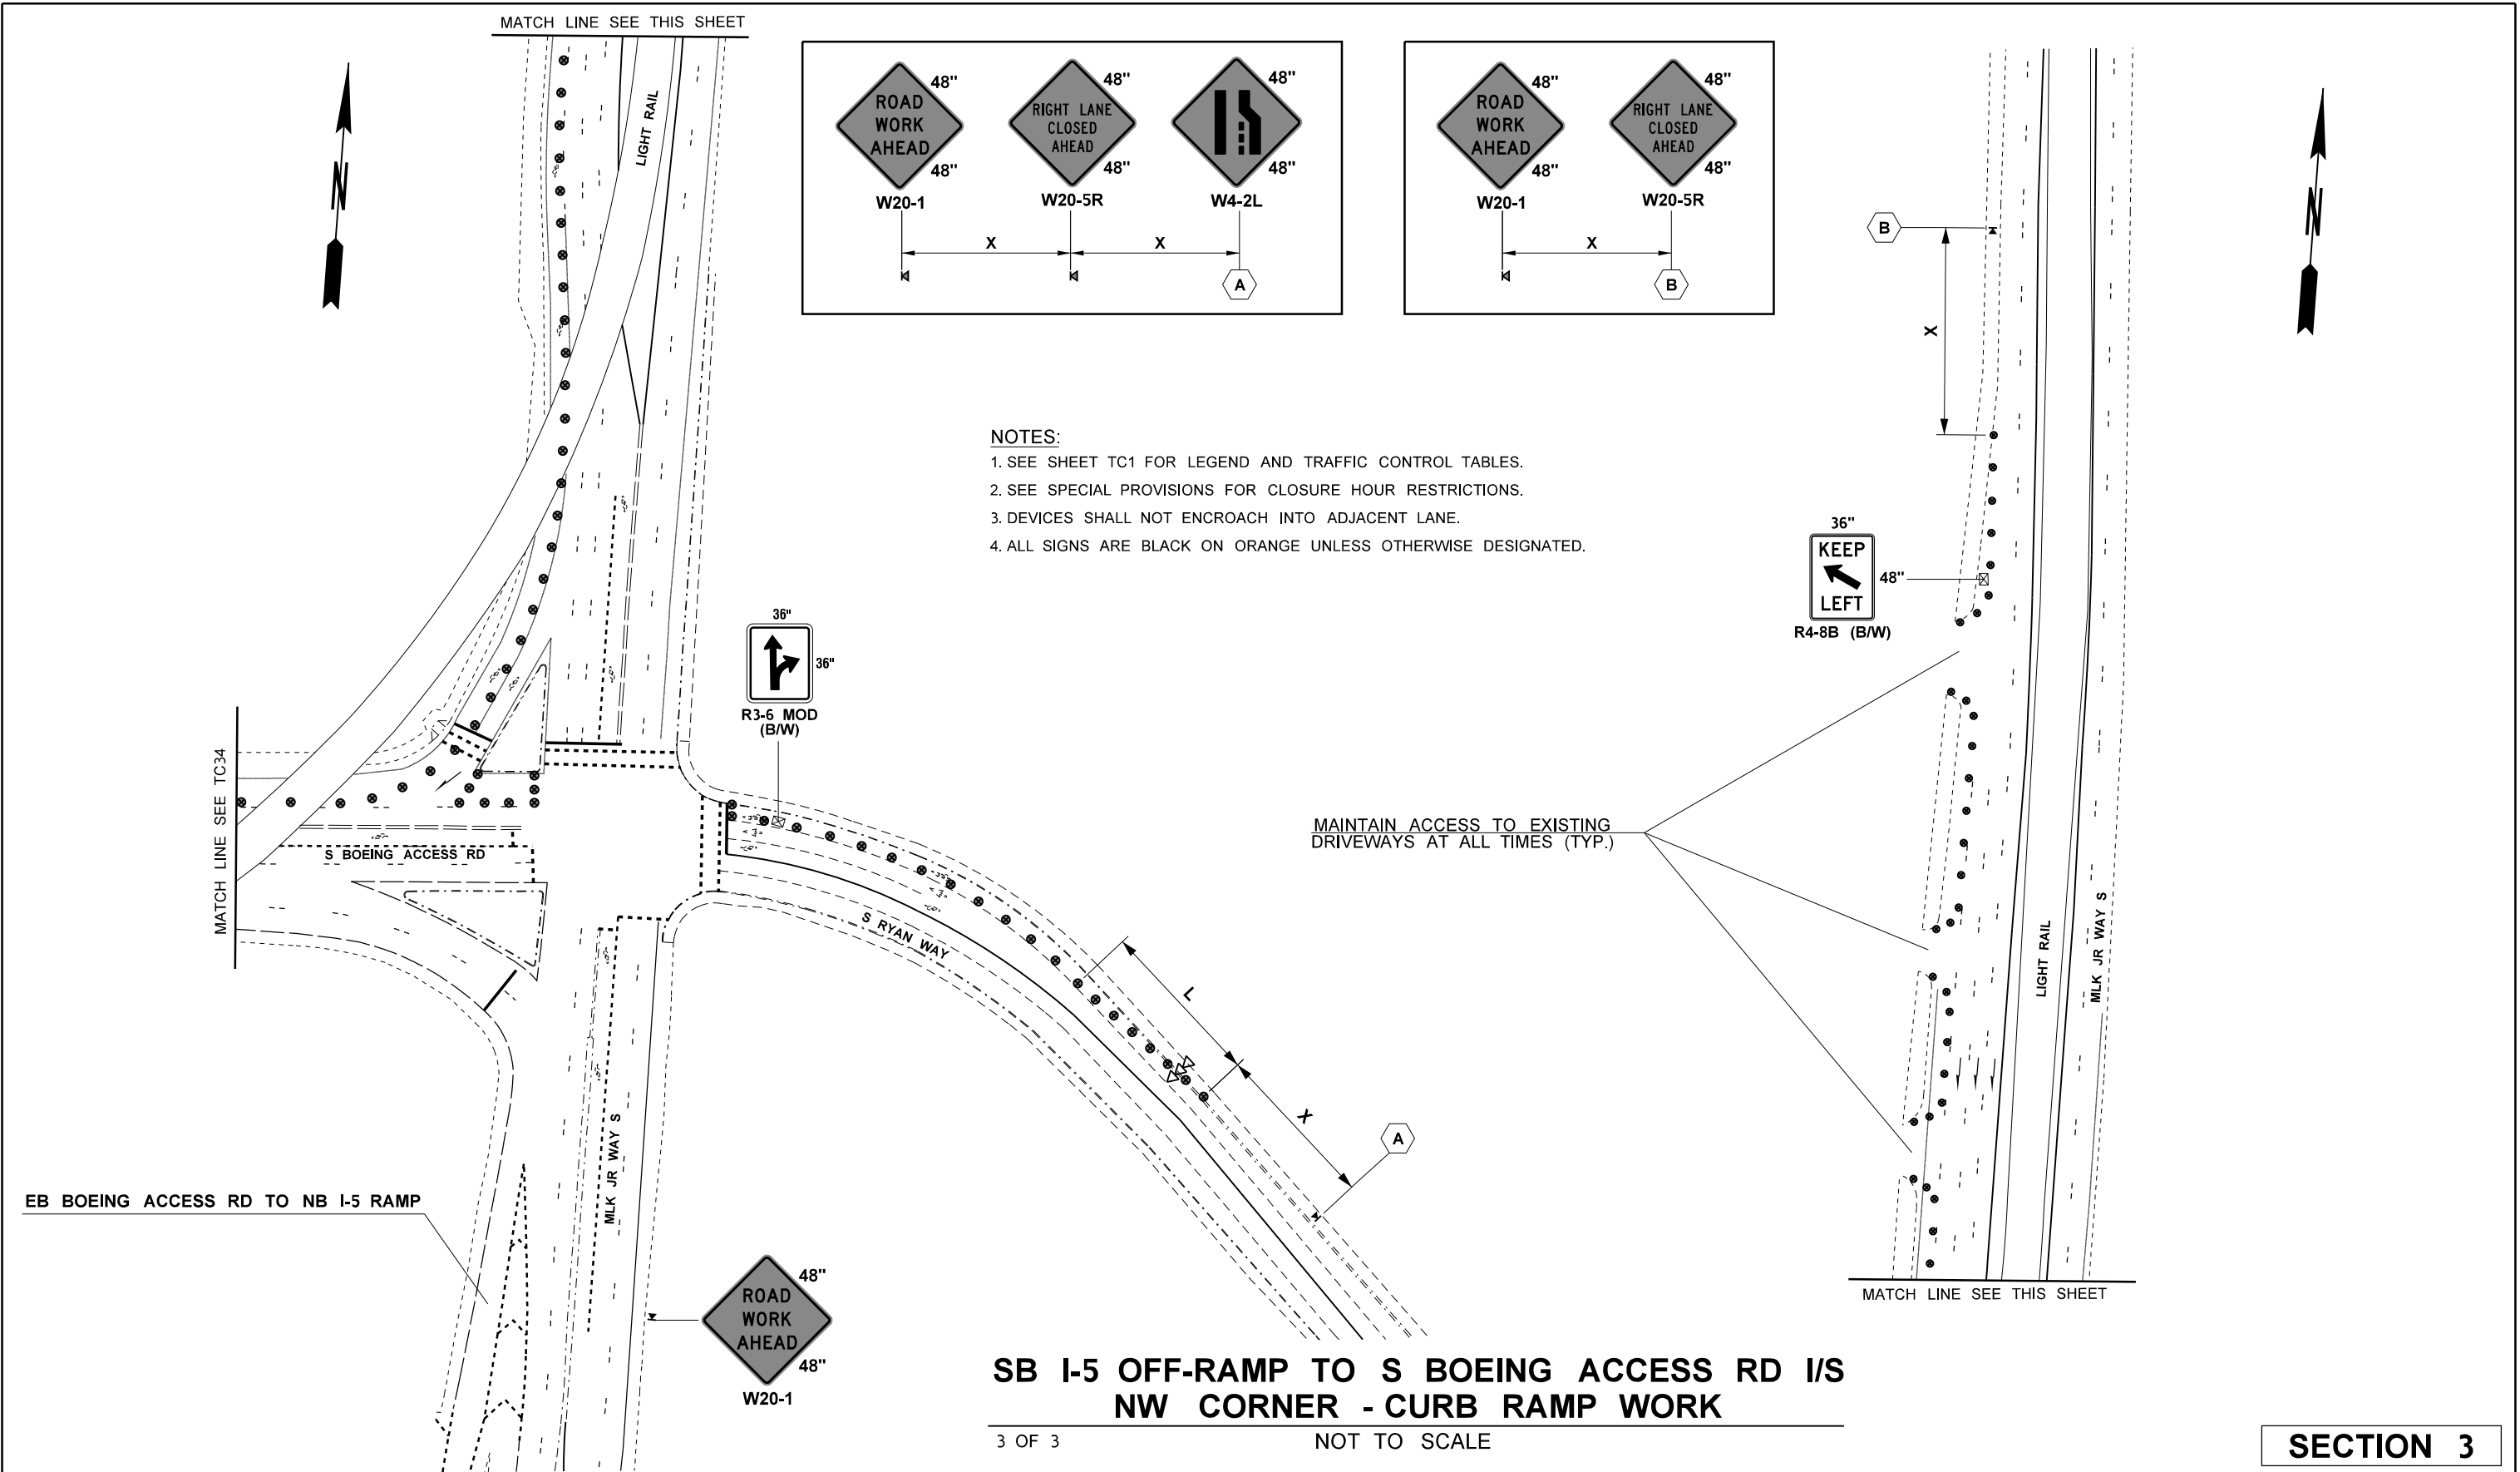 MATCH LINE SEE THIS SHEET
N
LIGHT RAIL
ROAD
WORK
AHEAD
48"
48"
W20-1
RIGHT LANE
CLOSED
AHEAD
48"
48"
W20-5R
48"
48"
W4-2L
X
X
A
ROAD
WORK
AHEAD
48"
48"
W20-1
RIGHT LANE
CLOSED
AHEAD
48"
48"
W20-5R
X
B
B
X
N
NOTES:
1. SEE SHEET TC1 FOR LEGEND AND TRAFFIC CONTROL TABLES.
2. SEE SPECIAL PROVISIONS FOR CLOSURE HOUR RESTRICTIONS.
3. DEVICES SHALL NOT ENCROACH INTO ADJACENT LANE.
4. ALL SIGNS ARE BLACK ON ORANGE UNLESS OTHERWISE DESIGNATED.
36"
KEEP
LEFT
48"
R4-8B (B/W)
36"
36"
R3-6 MOD
(B/W)
MATCH LINE SEE TC34
S BOEING ACCESS RD
S RYAN WAY
MAINTAIN ACCESS TO EXISTING
DRIVEWAYS AT ALL TIMES (TYP.)
LIGHT RAIL
MLK JR WAY S
L
X
A
MLK JR WAY S
EB BOEING ACCESS RD TO NB I-5 RAMP
ROAD
WORK
AHEAD
48"
48"
W20-1
MATCH LINE SEE THIS SHEET
SB I-5 OFF-RAMP TO S BOEING ACCESS RD I/S
NW CORNER - CURB RAMP WORK
3 OF 3
NOT TO SCALE
SECTION 3